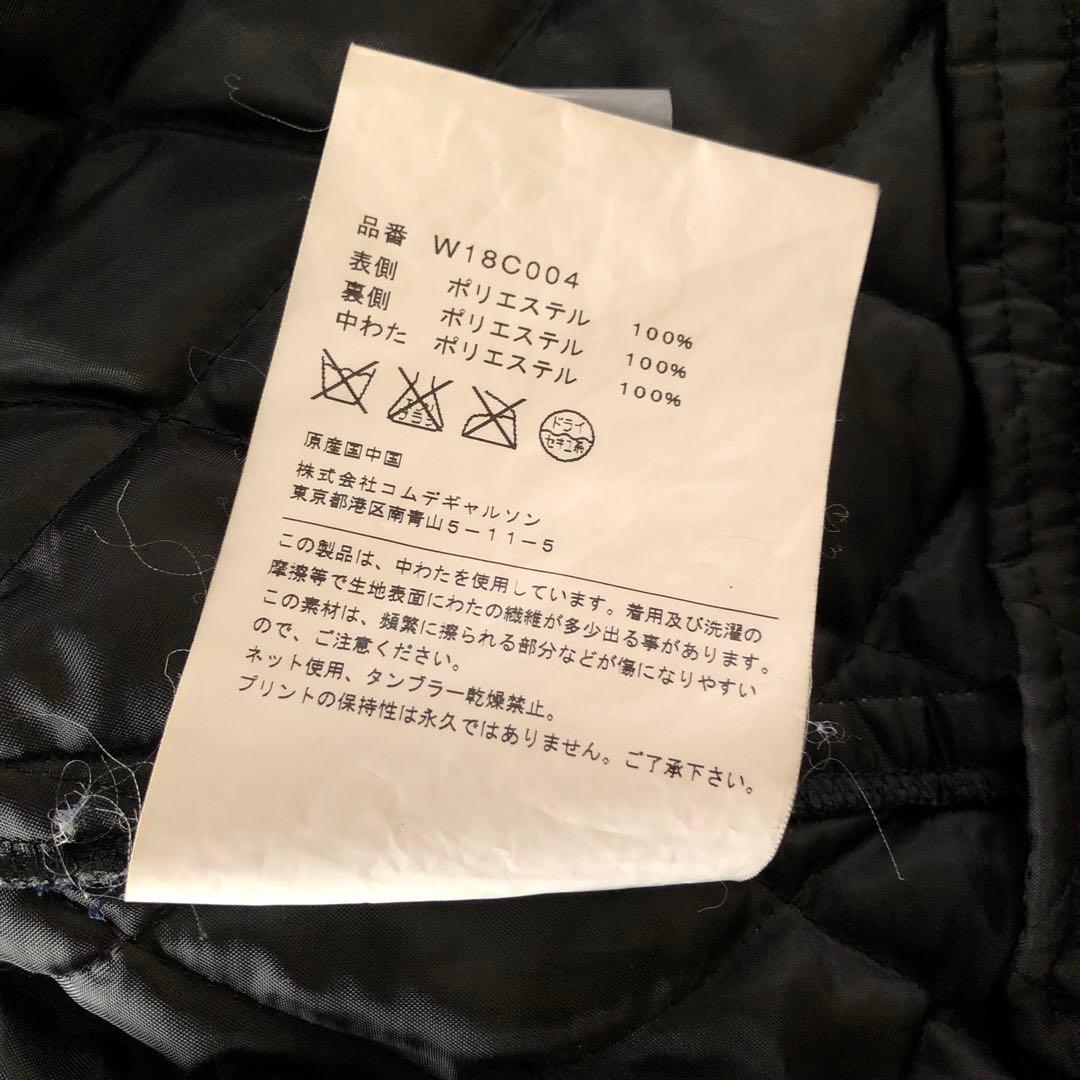 品番 W18C004
表側 ポリエステル 100%
裏側 ポリエステル 100%
中わた ポリエステル 100%
エンソ サラシ
ドライ
セキユ系
原産国中国
株式会社コムデギャルソン
東京都港区南青山5-11-5
この製品は、中わたを使用しています。着用及び洗濯の
摩擦等で生地表面にわたの繊維が多少出る事があります。
この素材は、頻繁に擦られる部分などが傷になりやすい
ので、ご注意ください。
ネット使用、タンブラー乾燥禁止。
プリントの保持性は永久ではありません。ご了承下さい。